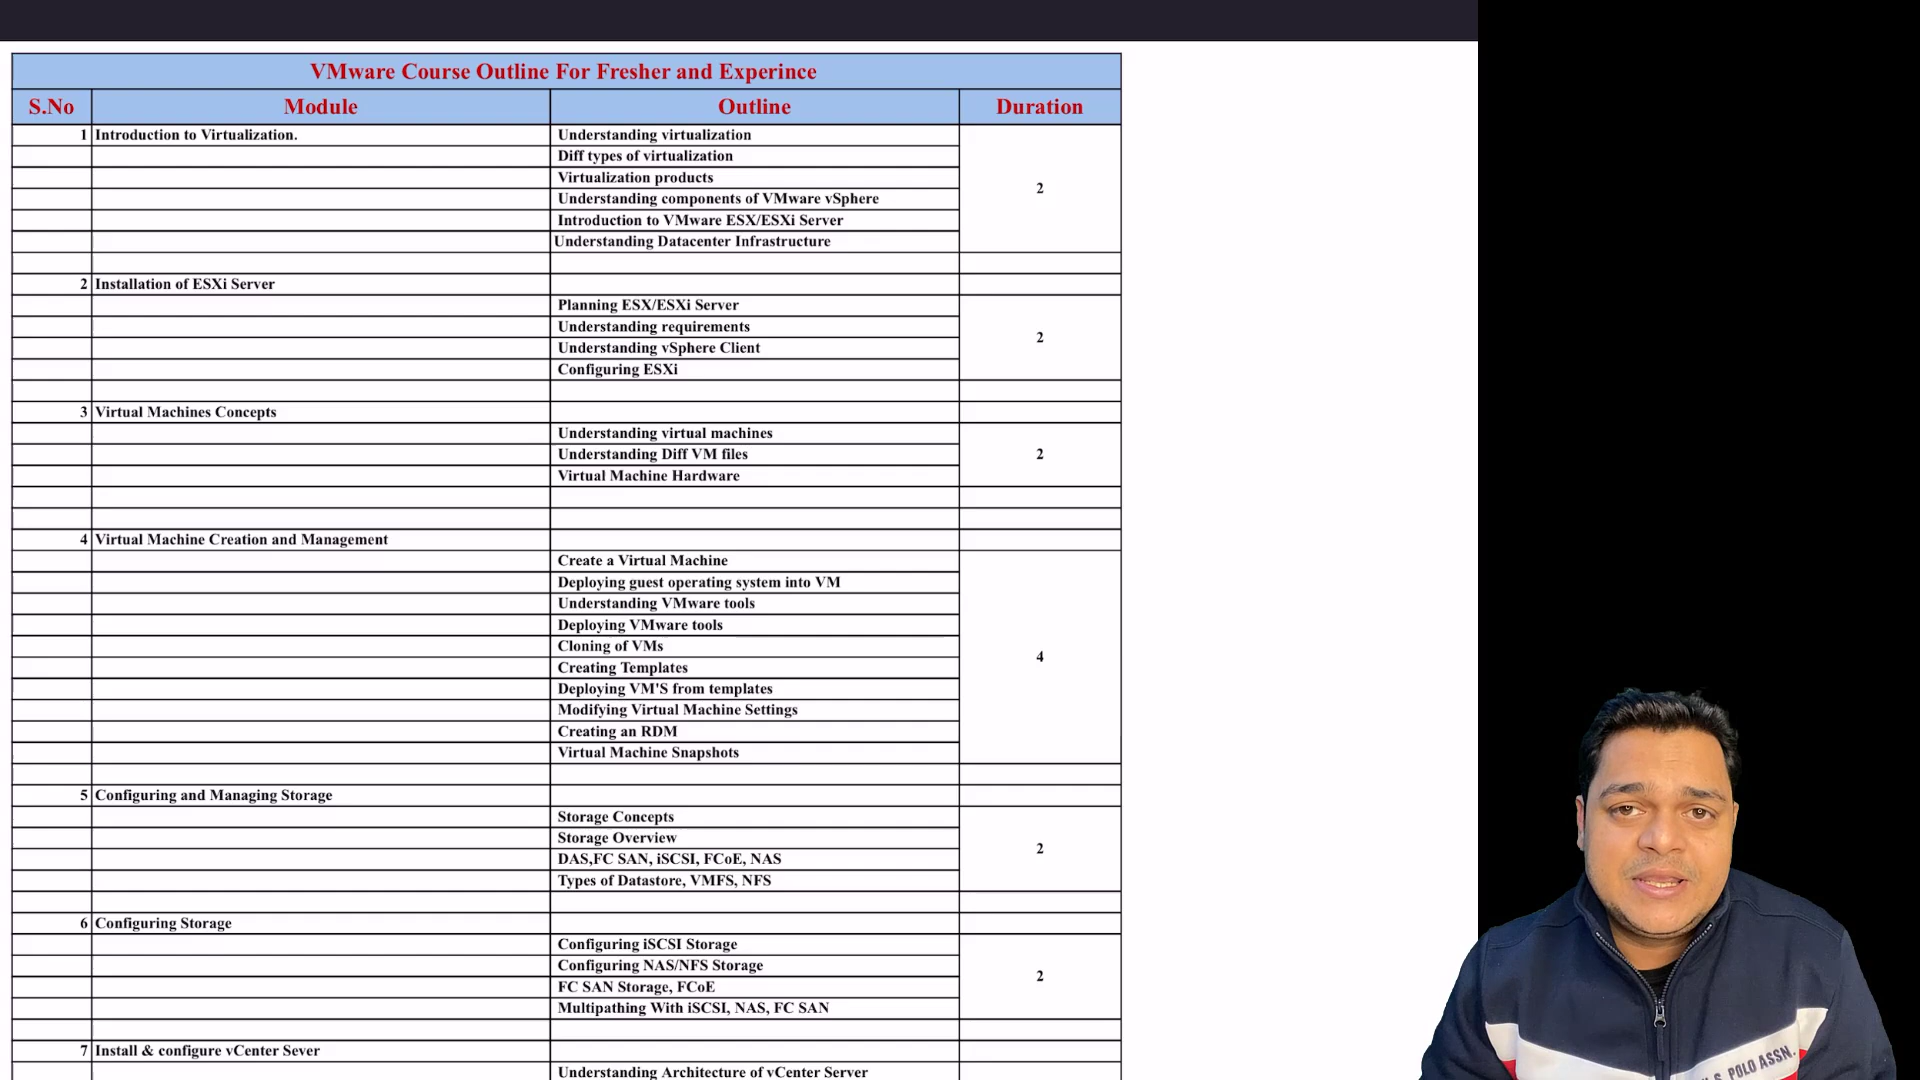 VMware Course Outline For Fresher and Experince
S.No Module Outline Duration
1 Introduction to Virtualization. Understanding virtualization
Diff types of virtualization
Virtualization products
2
Understanding components of VMware vSphere
Introduction to VMware ESX/ESXi Server
Understanding Datacenter Infrastructure
2 Installation of ESXi Server
Planning ESX/ESXi Server
Understanding requirements
2
Understanding vSphere Client
Configuring ESXi
3 Virtual Machines Concepts
Understanding virtual machines
Understanding Diff VM files 2
Virtual Machine Hardware
4 Virtual Machine Creation and Management
Create a Virtual Machine
Deploying guest operating system into VM
Understanding VMware tools
Deploying VMware tools
Cloning of VMs
4
Creating Templates
Deploying VM'S from templates
Modifying Virtual Machine Settings
Creating an RDM
Virtual Machine Snapshots
5 Configuring and Managing Storage
Storage Concepts
Storage Overview
2
DAS,FC SAN, iSCSI, FCoE, NAS
Types of Datastore, VMFS, NFS
6 Configuring Storage
Configuring iSCSI Storage
Configuring NAS/NFS Storage
2
FC SAN Storage, FCoE
Multipathing With iSCSI, NAS, FC SAN
7 Install & configure vCenter Sever
Understanding Architecture of vCenter Server
S. POLO ASSN.